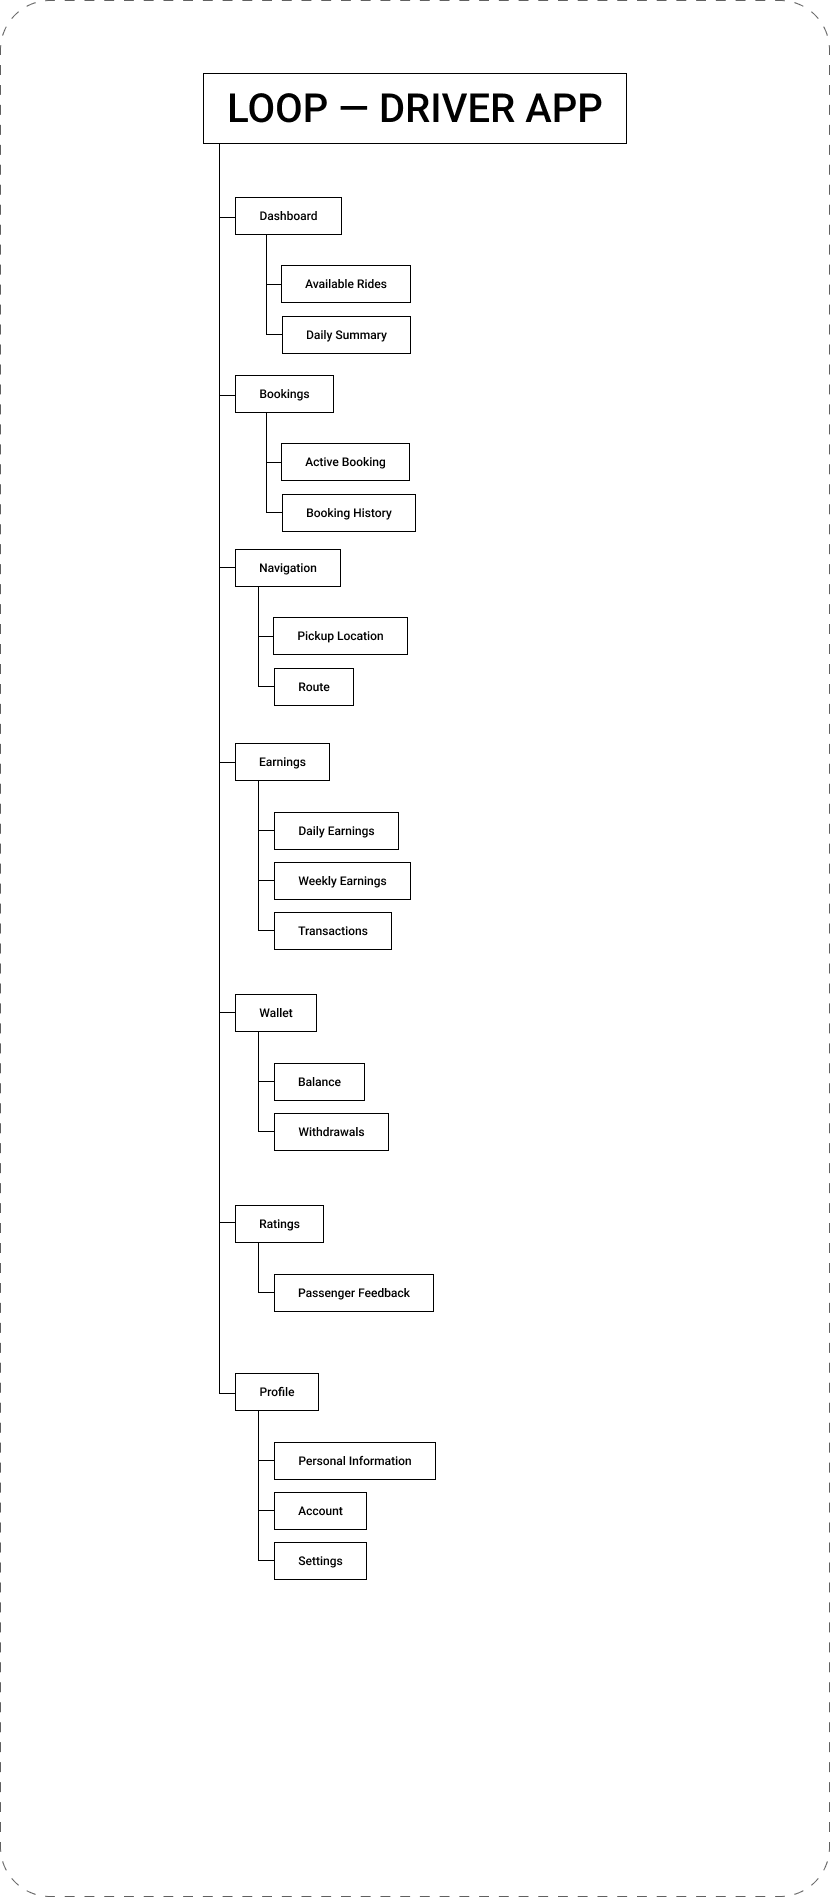 LOOP — DRIVER APP
Dashboard
Available Rides
Daily Summary
Bookings
Active Booking
Booking History
Navigation
Pickup Location
Route
Earnings
Daily Earnings
Weekly Earnings
Transactions
Wallet
Balance
Withdrawals
Ratings
Passenger Feedback
Profile
Personal Information
Account
Settings